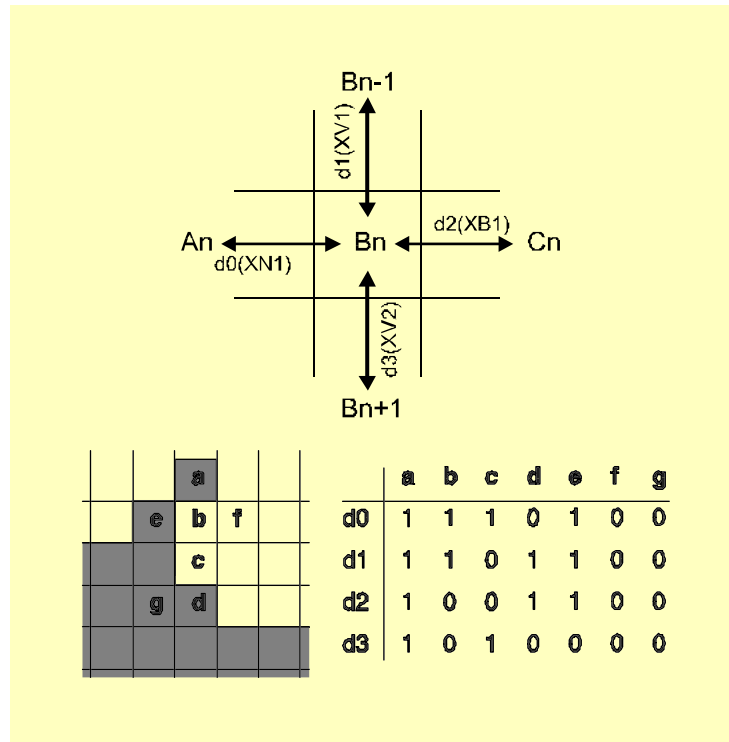 Bn-1
d1(XV1)
An
Bn
d2(XB1)
Cn
d0(XN1)
d3(XV2)
Bn+1
a
e b f
c
g d
a b c d e f g
d0 1 1 1 0 1 0 0
d1 1 1 0 1 1 0 0
d2 1 0 0 1 1 0 0
d3 1 0 1 0 0 0 0